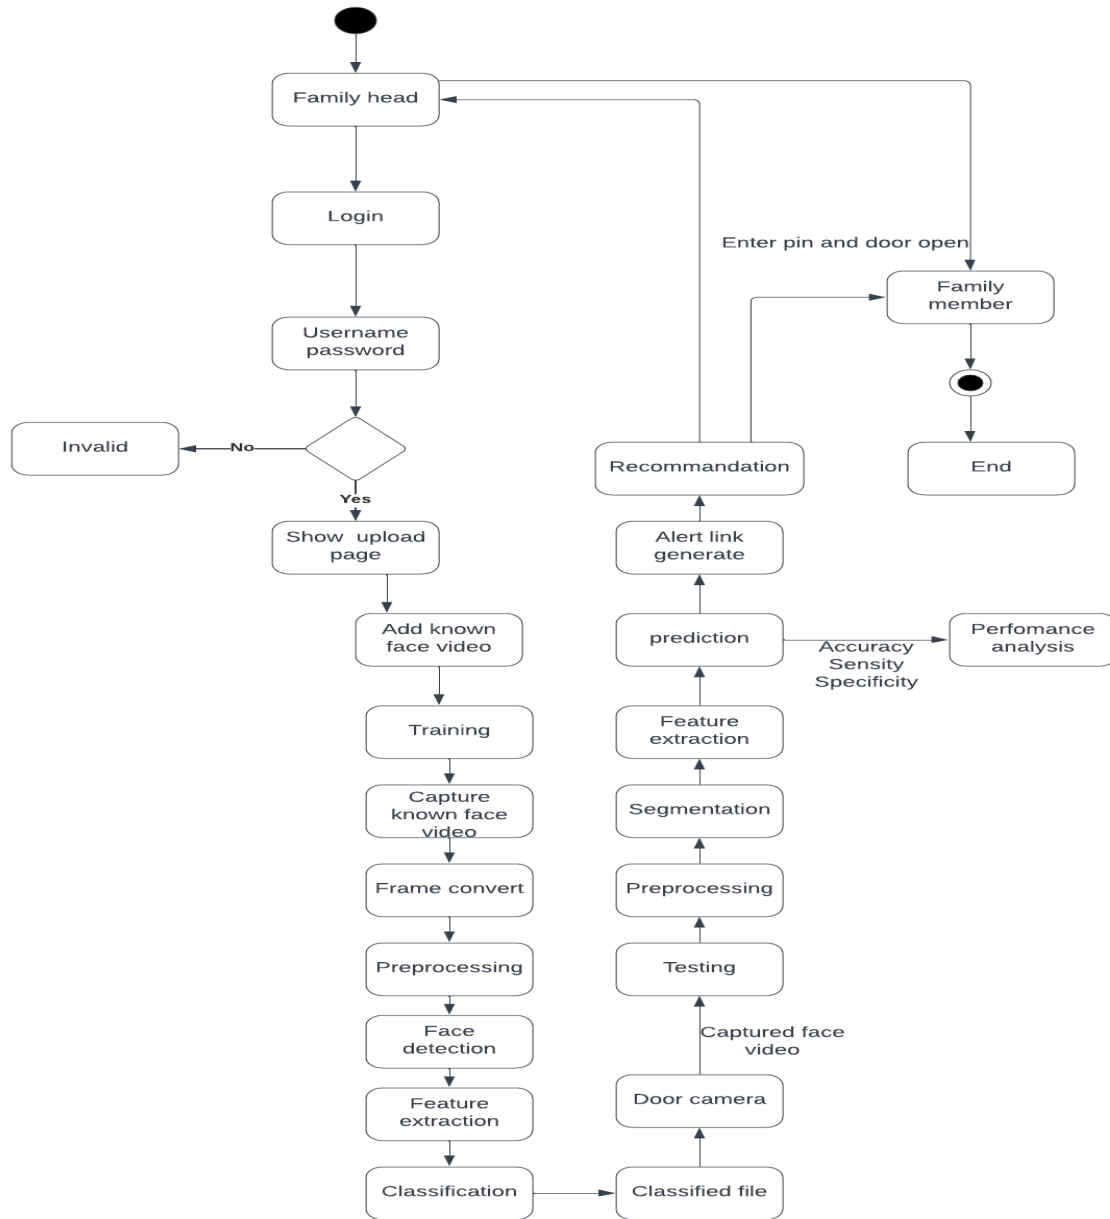 Family head
Login
Enter pin and door open
Family
member
Username
password
Invalid
No
Yes
Recommandation
End
Show  upload
page
Alert link
generate
Add known
face video
prediction
Accuracy
Sensity
Specificity
Perfomance
analysis
Training
Feature
extraction
Capture
known face
video
Segmentation
Frame convert
Preprocessing
Preprocessing
Testing
Face
detection
Captured face
video
Feature
extraction
Door camera
Classification
Classified file